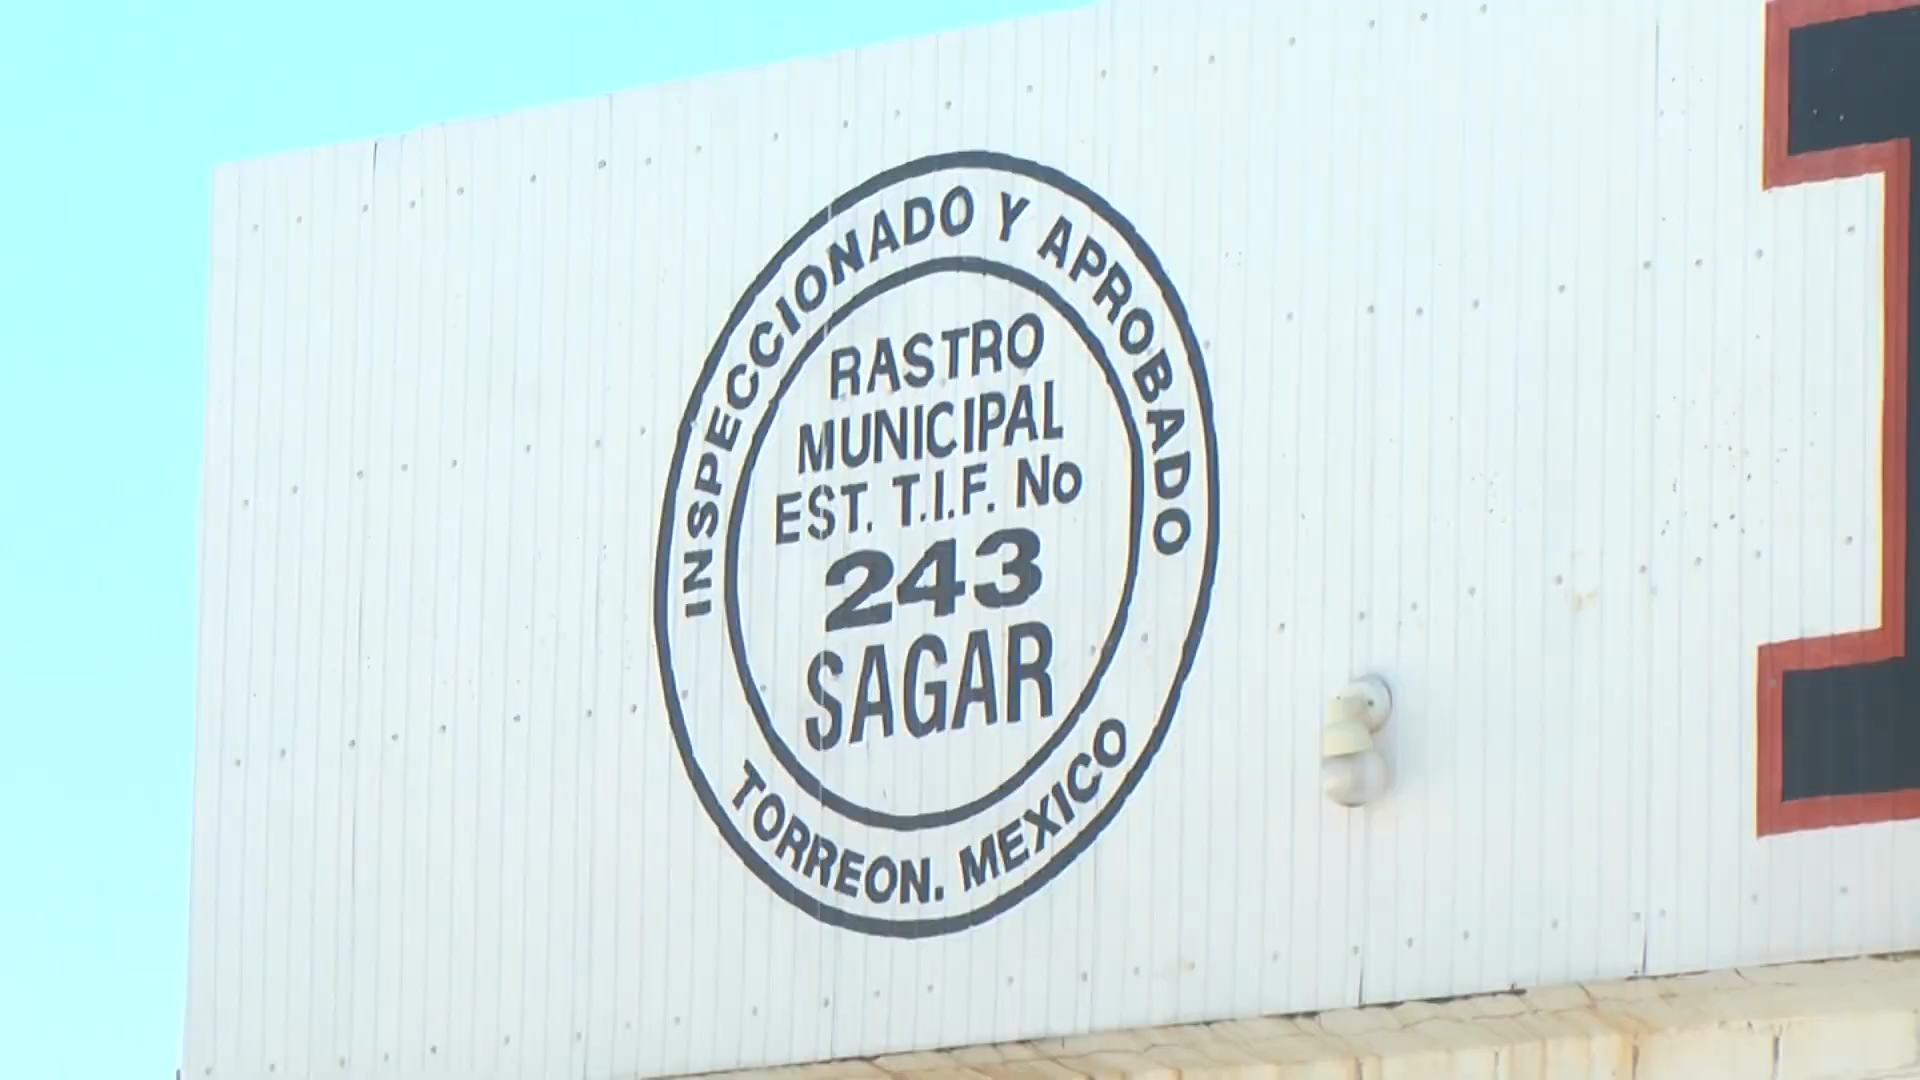 INSPECCIONADO Y APROBADO
RASTRO
MUNICIPAL
EST. T.I.F. No
243
SAGAR
TORREON. MEXICO